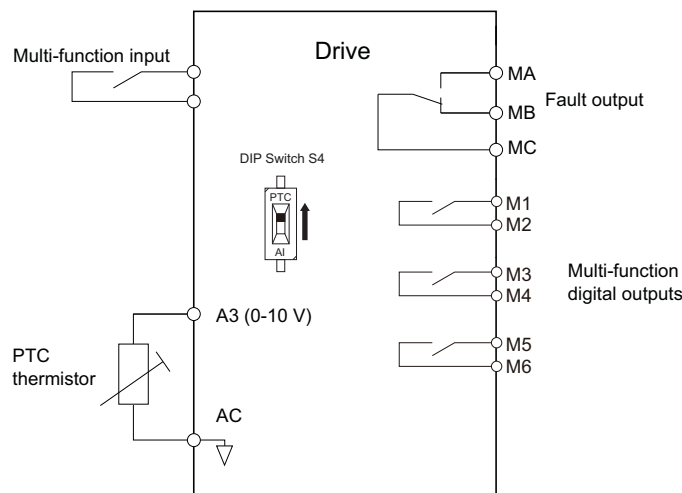 Drive
Multi-function input
MA
MB
Fault output
MC
DIP Switch S4
PTC
AI
M1
M2
M3
M4
Multi-function
digital outputs
M5
M6
A3 (0-10 V)
PTC
thermistor
AC